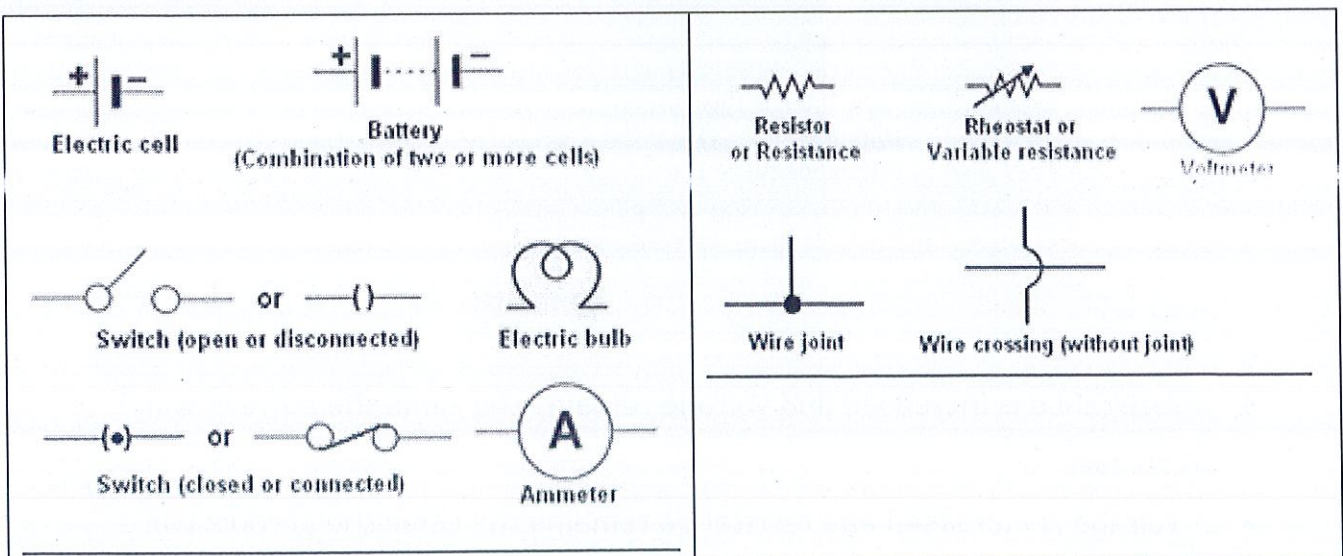 + −
Electric cell
+ −
Battery
(Combination of two or more cells)
or ( )
Switch (open or disconnected)
Electric bulb
(•) or
Switch (closed or connected)
A
Ammeter
Resistor
or Resistance
Rheostat or
Variable resistance
V
Voltmeter
Wire joint
Wire crossing (without joint)